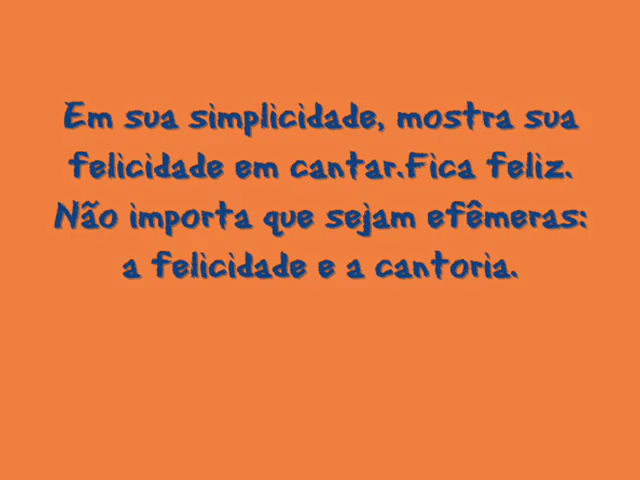 Em sua simplicidade, mostra sua
felicidade em cantar.Fica feliz.
Não importa que sejam efêmeras:
a felicidade e a cantoria.